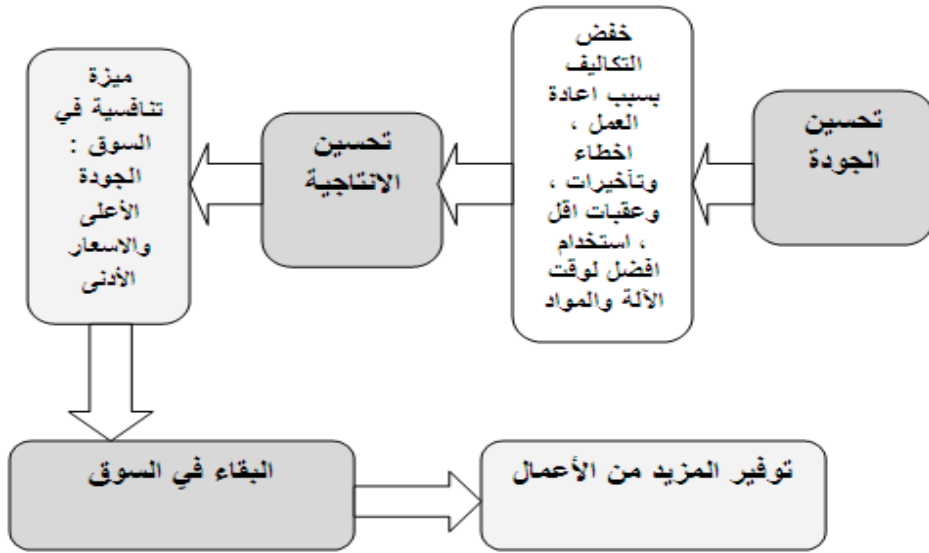 تحسين
الجودة
خفض
التكاليف
بسبب اعادة
العمل ،
اخطاء
وتأخيرات ،
وعقبات اقل
، استخدام
افضل لوقت
الآلة والمواد
تحسين
الانتاجية
ميزة
تنافسية في
السوق :
الجودة
الأعلى
والاسعار
الأدنى
البقاء في السوق
توفير المزيد من الأعمال